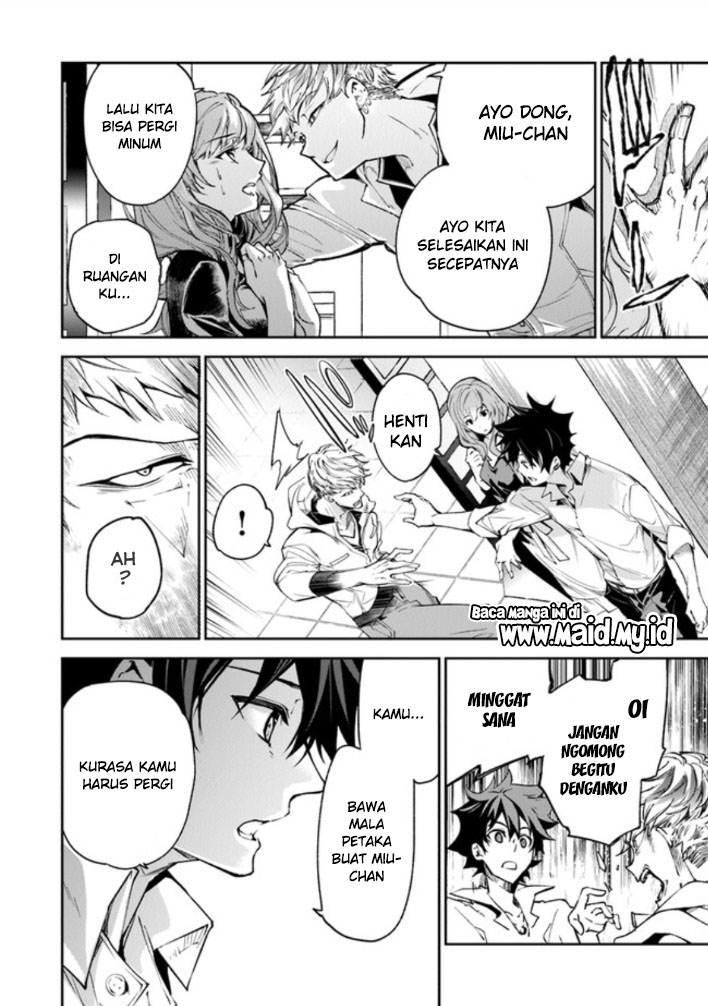 AYO DONG,
MIU-CHAN
AYO KITA
SELESAIKAN INI
SECEPATNYA
LALU KITA
BISA PERGI
MINUM
DI
RUANGAN
KU...
HENTI
KAN
!
AH
?
Baca Manga ini di
www.Maid.My.id
OI
JANGAN
NGOMONG
BEGITU
DENGANKU
MINGGAT
SANA
KAMU...
BAWA
MALA
PETAKA
BUAT MIU-
CHAN
KURASA KAMU
HARUS PERGI